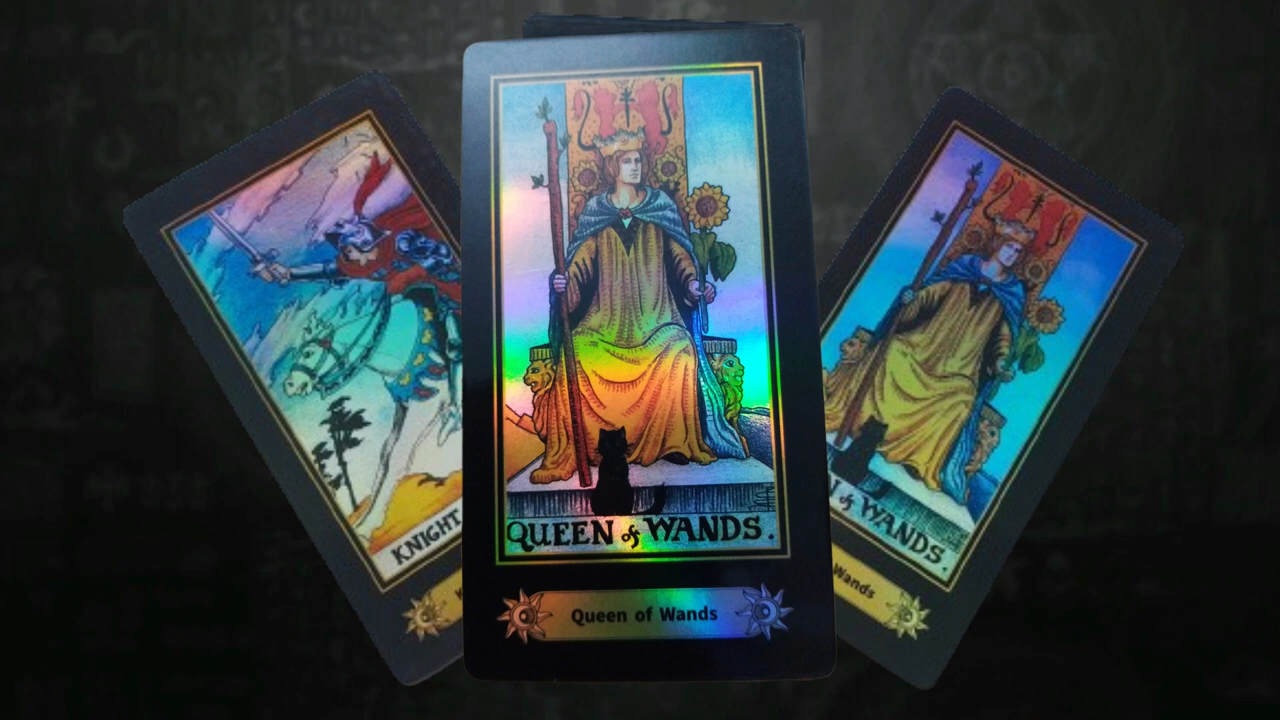 KNIGHT
QUEEN of WANDS.
Queen of Wands
of WANDS.
Wands